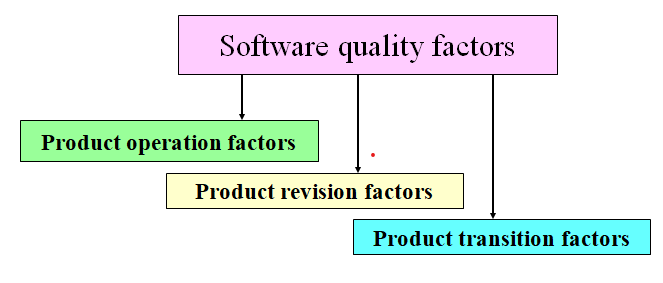 Software quality factors
Product operation factors
Product revision factors
Product transition factors